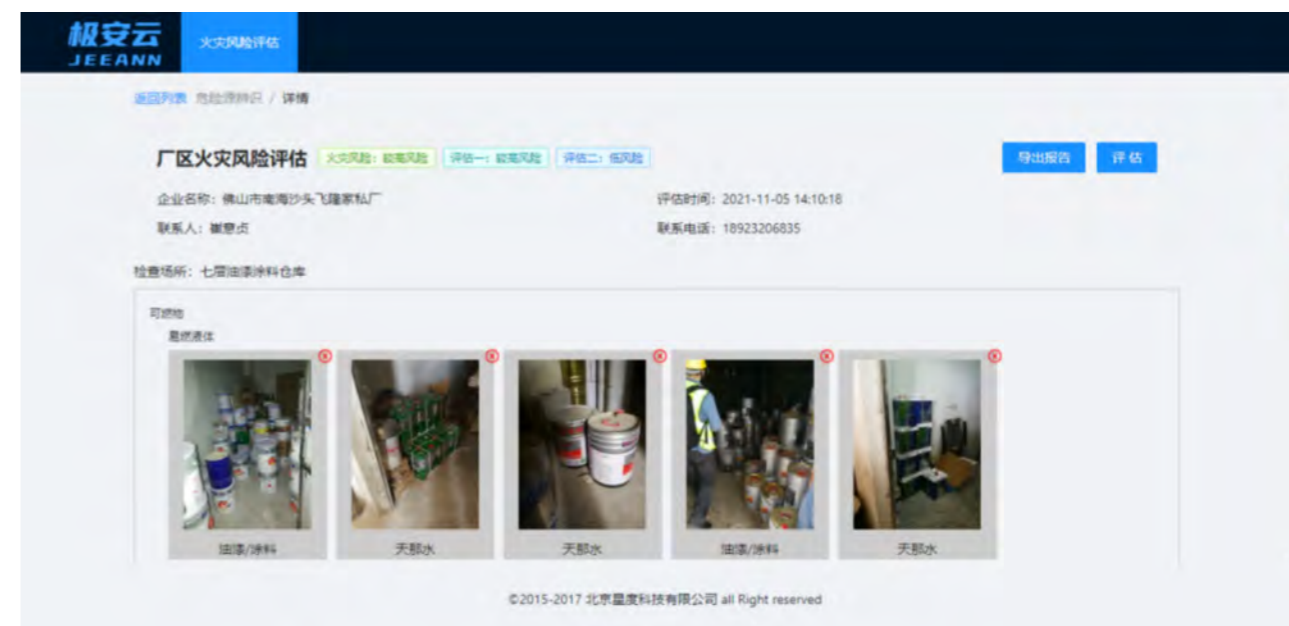 极安云
JEEANN
火灾风险评估
返回列表 危险源辨识 / 详情
厂区火灾风险评估 火灾风险: 较高风险 评估一: 较高风险 评估二: 低风险 导出报告 评 估
企业名称: 佛山市南海沙头飞隆家私厂 评估时间: 2021-11-05 14:10:18
联系人: 意贞 联系电话: 18923206835
检查场所: 七层油漆涂料仓库
可燃物
易燃液体
油漆/涂料 天那水 天那水 油漆/涂料 天那水
©2015-2017 北京星度科技有限公司 all Right reserved